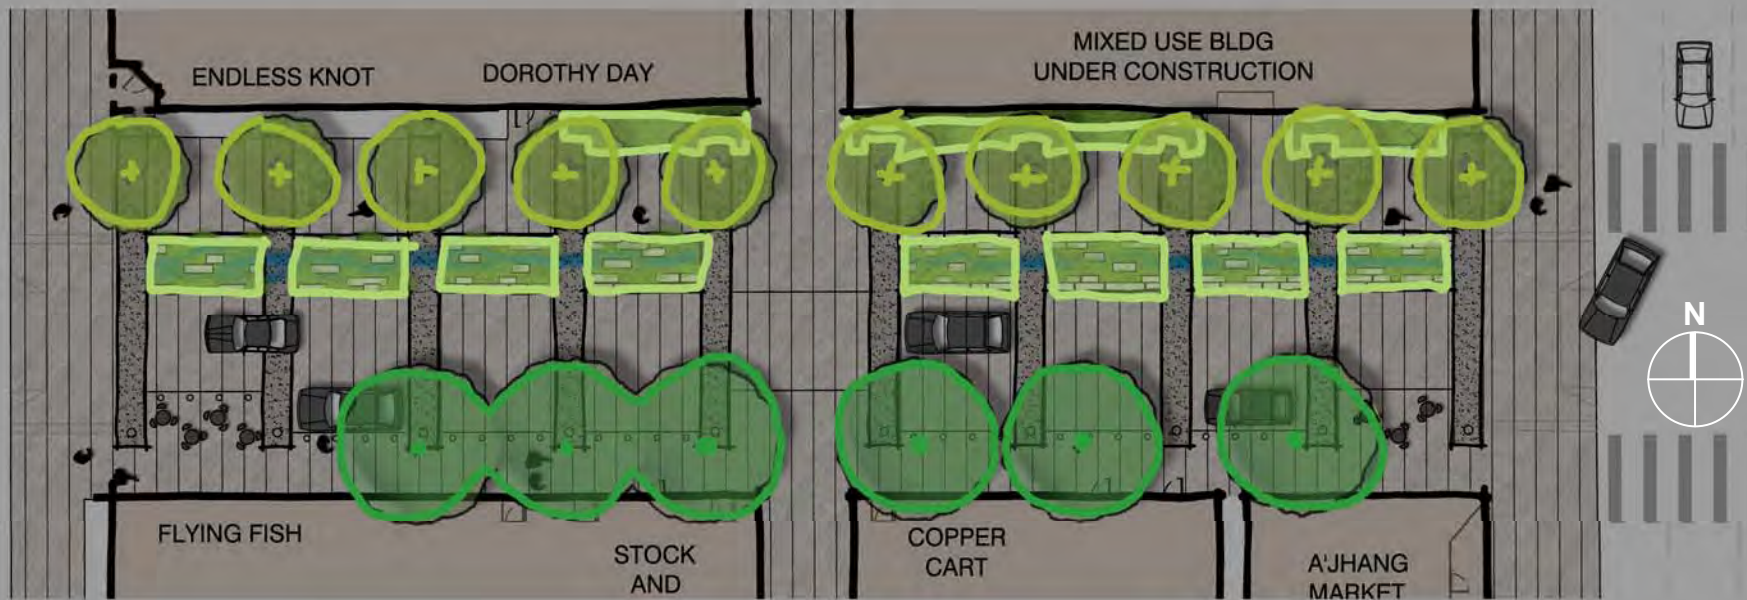 ENDLESS KNOT
DOROTHY DAY
MIXED USE BLDG
UNDER CONSTRUCTION
N
FLYING FISH
STOCK
AND
COPPER
CART
A'JHANG
MARKET